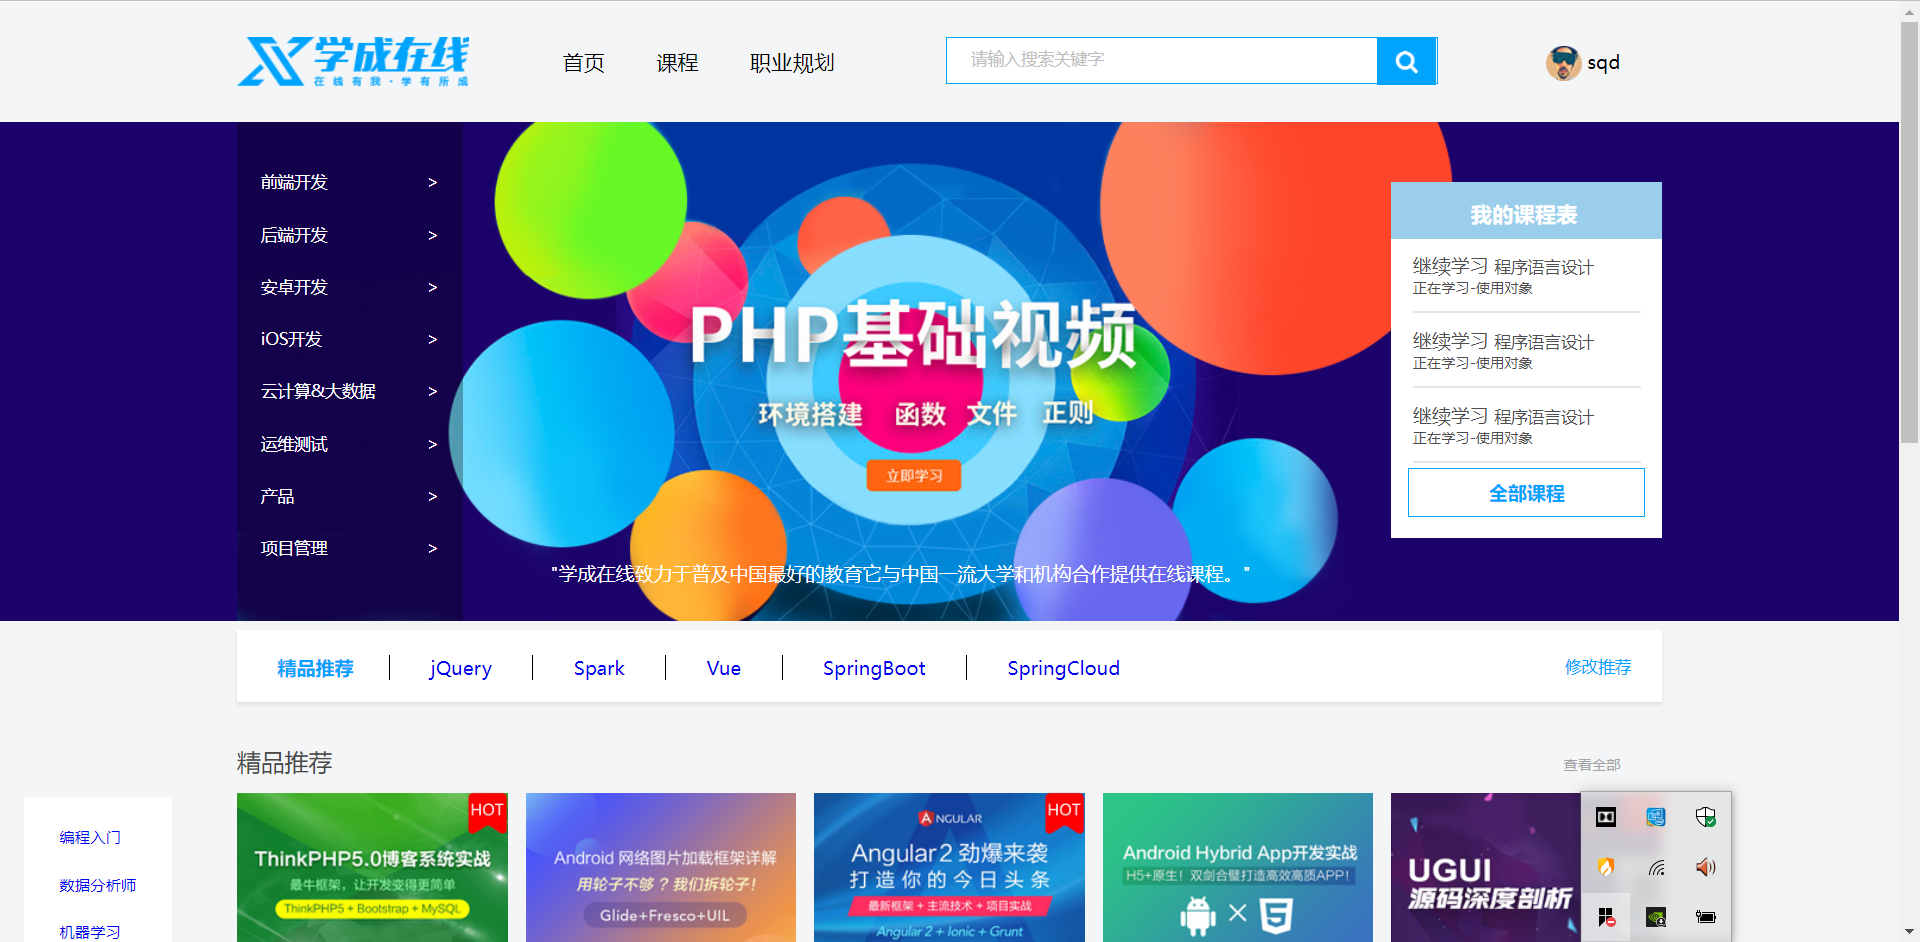 学成在线
在线有我·学有所成
首页 课程 职业规划
请输入搜索关键字
sqd
前端开发 >
后端开发 >
安卓开发 >
iOS开发 >
云计算&大数据 >
运维测试 >
产品 >
项目管理 >
PHP基础视频
环境搭建 函数 文件 正则
立即学习
"学成在线致力于普及中国最好的教育它与中国一流大学和机构合作提供在线课程。"
我的课程表
继续学习 程序语言设计
正在学习-使用对象
继续学习 程序语言设计
正在学习-使用对象
继续学习 程序语言设计
正在学习-使用对象
全部课程
精品推荐 jQuery Spark Vue SpringBoot SpringCloud 修改推荐
精品推荐 查看全部
编程入门
数据分析师
机器学习
HOT
ThinkPHP5.0博客系统实战
最牛框架，让开发变得更简单
ThinkPHP5 + Bootstrap + MySQL
Android 网络图片加载框架详解
用轮子不够？我们拆轮子！
Glide+Fresco+UIL
HOT
ANGULAR
Angular2 劲爆来袭
打造你的今日头条
最新框架 + 主流技术 + 项目实战
Angular 2 + Ionic + Grunt
Android Hybrid App开发实战
H5+原生！双剑合璧打造高效高质APP！
UGUI
源码深度剖析